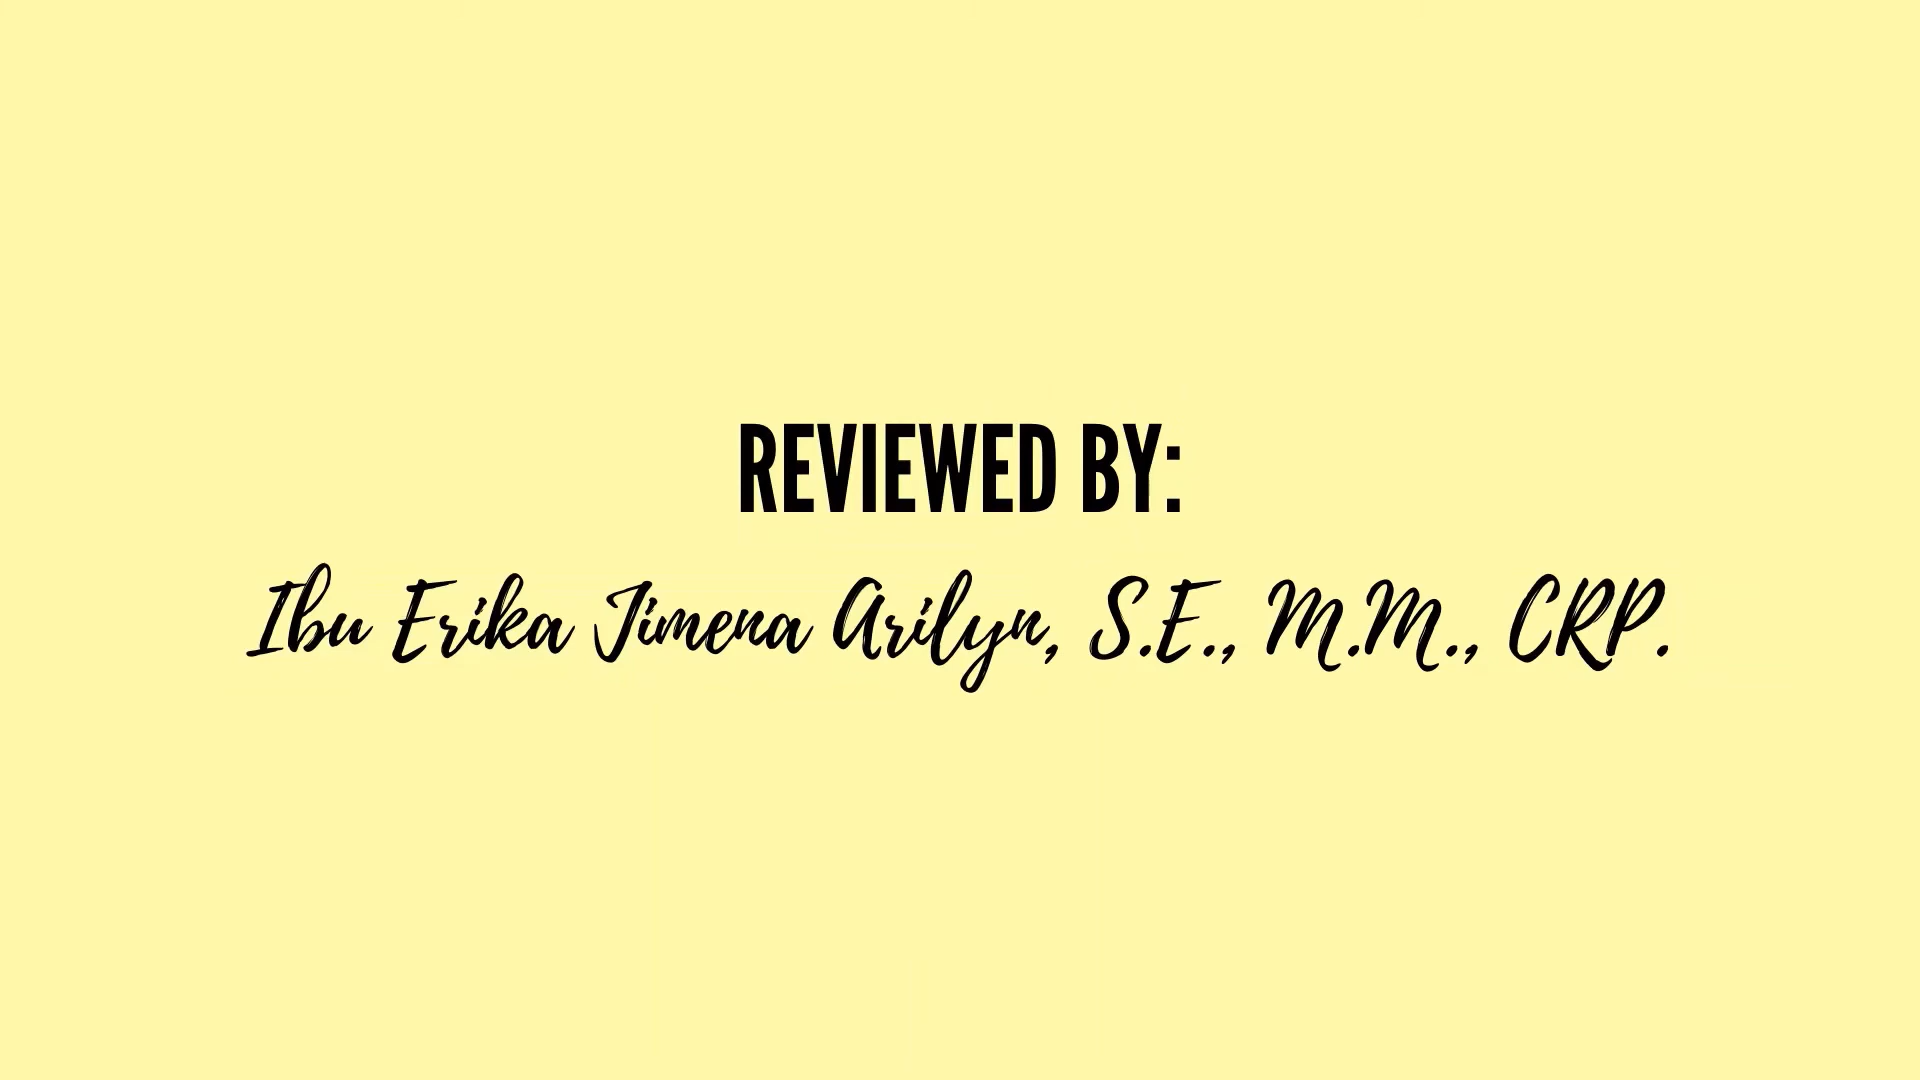 REVIEWED BY:
Ibu Erika Jimena Arilyn, S.E., M.M., CRP.